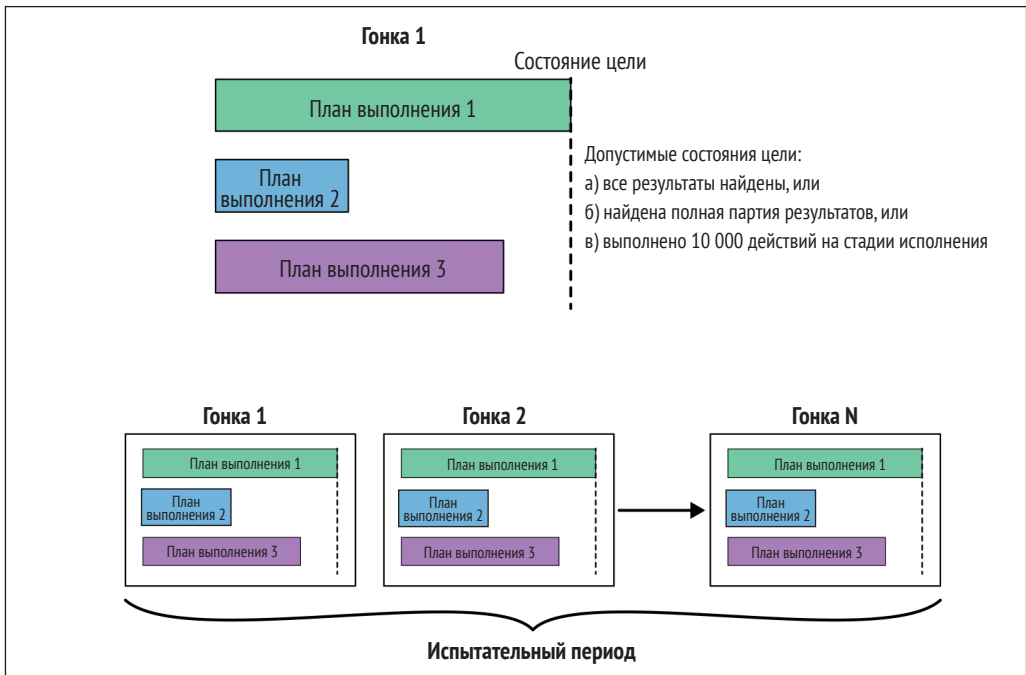 Гонка 1
Состояние цели
План выполнения 1
План
выполнения 2
План выполнения 3
Допустимые состояния цели:
а) все результаты найдены, или
б) найдена полная партия результатов, или
в) выполнено 10 000 действий на стадии исполнения
Гонка 1
План выполнения 1
План
выполнения 2
План выполнения 3
Гонка 2
План выполнения 1
План
выполнения 2
План выполнения 3
Гонка N
План выполнения 1
План
выполнения 2
План выполнения 3
Испытательный период